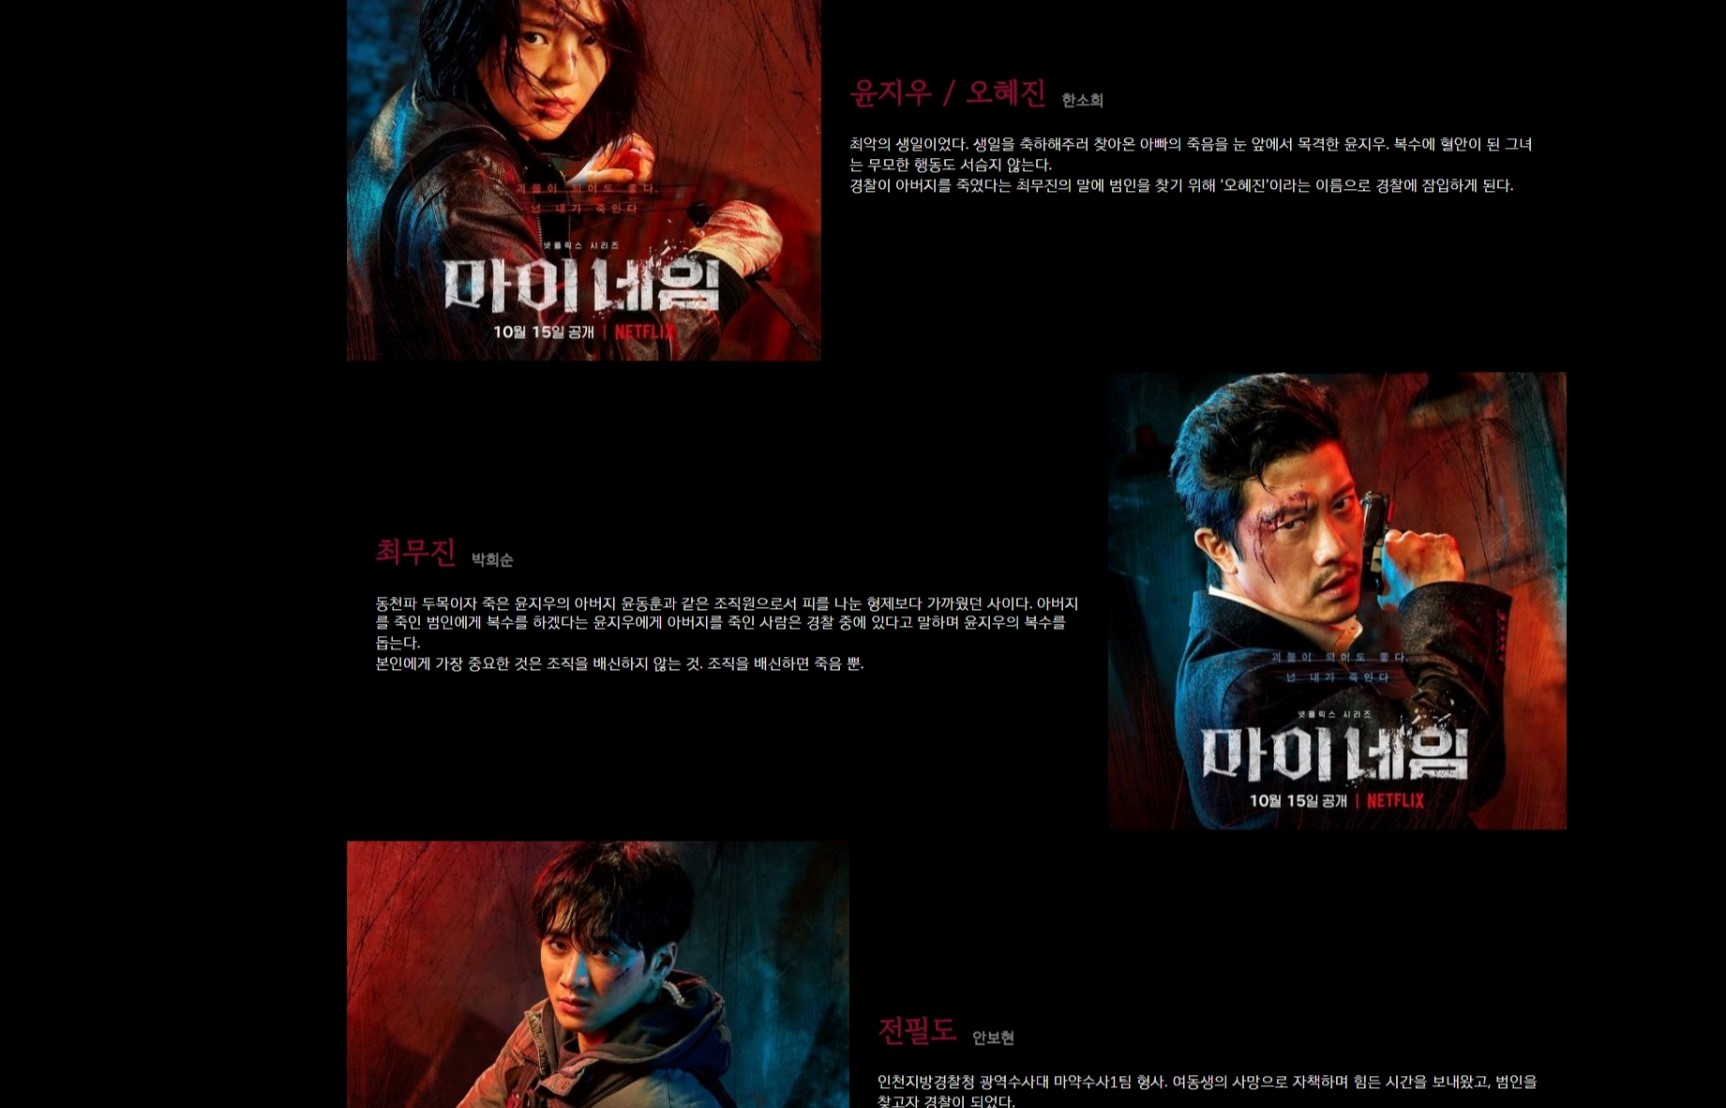 윤지우 / 오혜진 한소희
최악의 생일이었다. 생일을 축하해주러 찾아온 아빠의 죽음을 눈 앞에서 목격한 윤지우. 복수에 혈안이 된 그녀
는 무모한 행동도 서슴지 않는다.
경찰이 아버지를 죽였다는 최무진의 말에 범인을 찾기 위해 '오혜진'이라는 이름으로 경찰에 잠입하게 된다.
괴물이 되어도 좋다.
넌 내가 죽인다
넷플릭스 시리즈
마이 네임
10월 15일 공개 | NETFLIX
최무진 박희순
동천파 두목이자 죽은 윤지우의 아버지 윤동훈과 같은 조직원으로서 피를 나눈 형제보다 가까웠던 사이다. 아버지
를 죽인 범인에게 복수를 하겠다는 윤지우에게 아버지를 죽인 사람은 경찰 중에 있다고 말하며 윤지우의 복수를
돕는다.
본인에게 가장 중요한 것은 조직을 배신하지 않는 것. 조직을 배신하면 죽음 뿐.
괴물이 되어도 좋다.
넌 내가 죽인다
넷플릭스 시리즈
마이 네임
10월 15일 공개 | NETFLIX
전필도 안보현
인천지방경찰청 광역수사대 마약수사1팀 형사. 여동생의 사망으로 자책하며 힘든 시간을 보내왔고, 범인을
찾고자 경찰이 되었다.